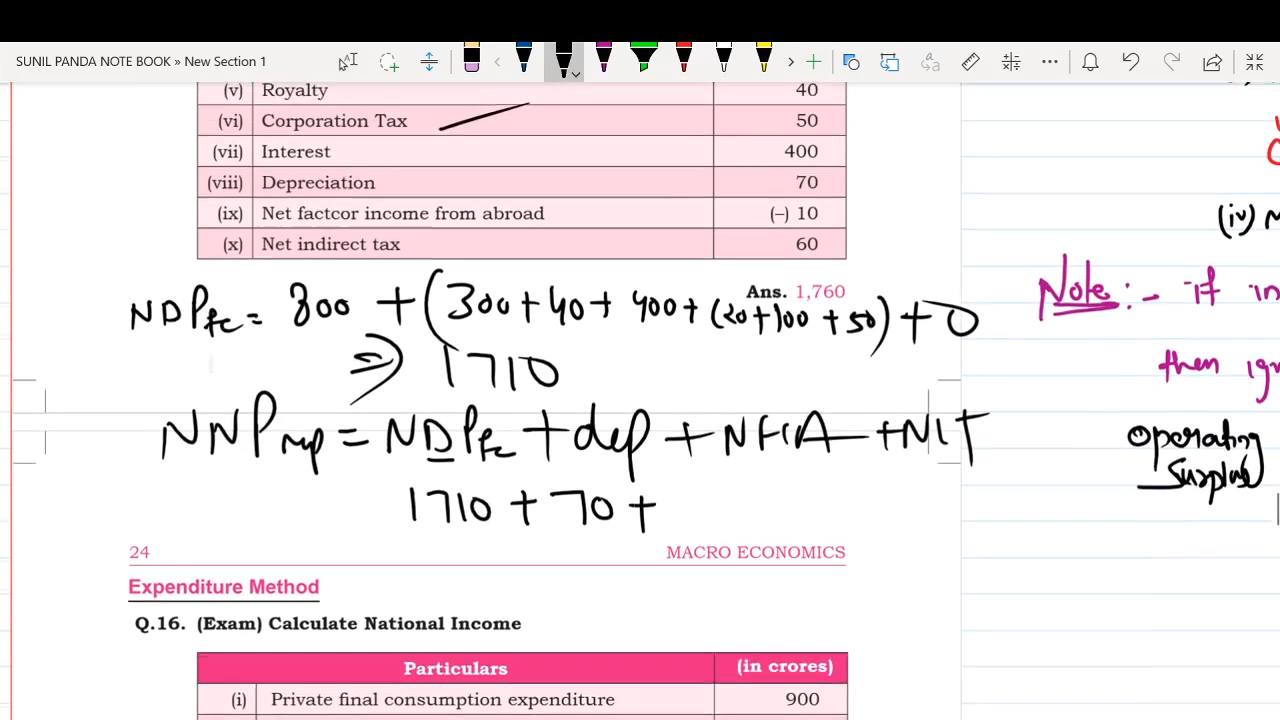 SUNIL PANDA NOTE BOOK » New Section 1
(v) Royalty 40
(vi) Corporation Tax 50
(vii) Interest 400
(viii) Depreciation 70
(ix) Net factcor income from abroad (–) 10
(x) Net indirect tax 60
Ans. 1,760
NDPfc = 800 + (300+40+ 400+(20+100 +50) +0
⇒ 1710
NNPmp = NDPfc + dep + NFIA + NIT
1710 + 70 +
24 MACRO ECONOMICS
Expenditure Method
Q.16. (Exam) Calculate National Income
Particulars (in crores)
(i) Private final consumption expenditure 900
(iv)
Note:- if
then
Operating
Surplus